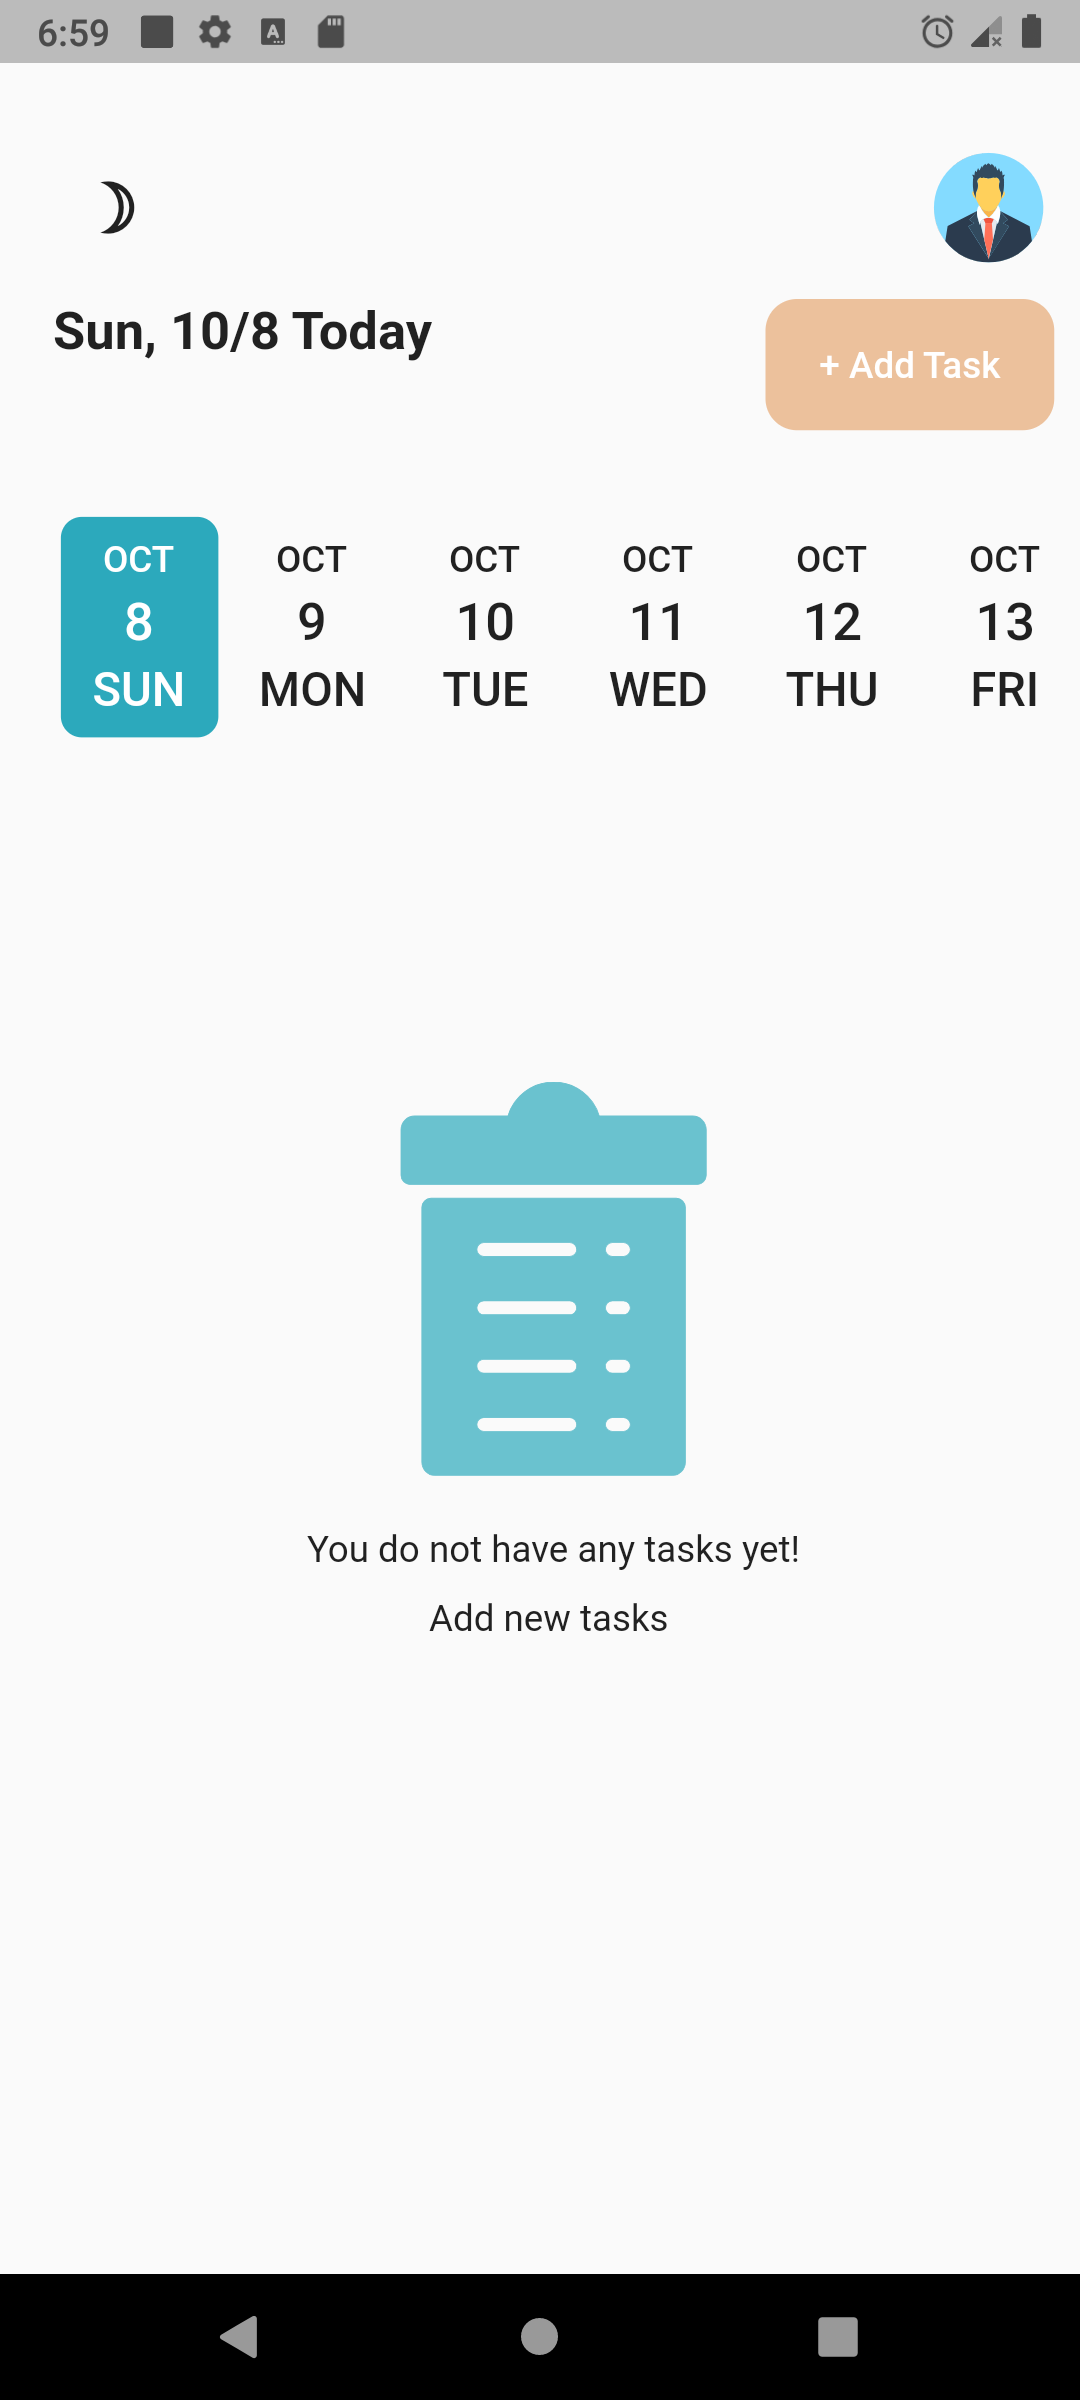 6:59
Sun, 10/8 Today
+ Add Task
OCT OCT OCT OCT OCT OCT
8 9 10 11 12 13
SUN MON TUE WED THU FRI
You do not have any tasks yet!
Add new tasks